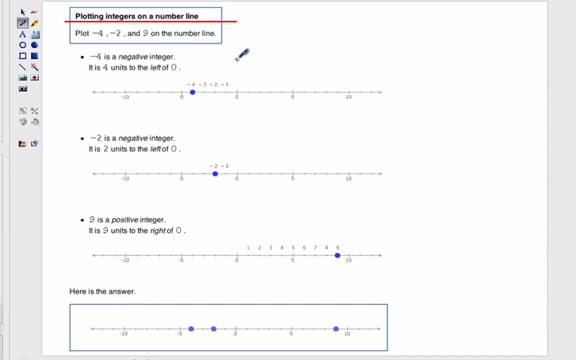 Plotting integers on a number line
Plot −4 , −2 , and 9 on the number line.
• −4 is a negative integer.
It is 4 units to the left of 0 .
−4 −3 −2 −1
-10 -5 0 5 10
• −2 is a negative integer.
It is 2 units to the left of 0 .
−2 −1
-10 -5 0 5 10
• 9 is a positive integer.
It is 9 units to the right of 0 .
1 2 3 4 5 6 7 8 9
-10 -5 0 5 10
Here is the answer.
-10 -5 0 5 10